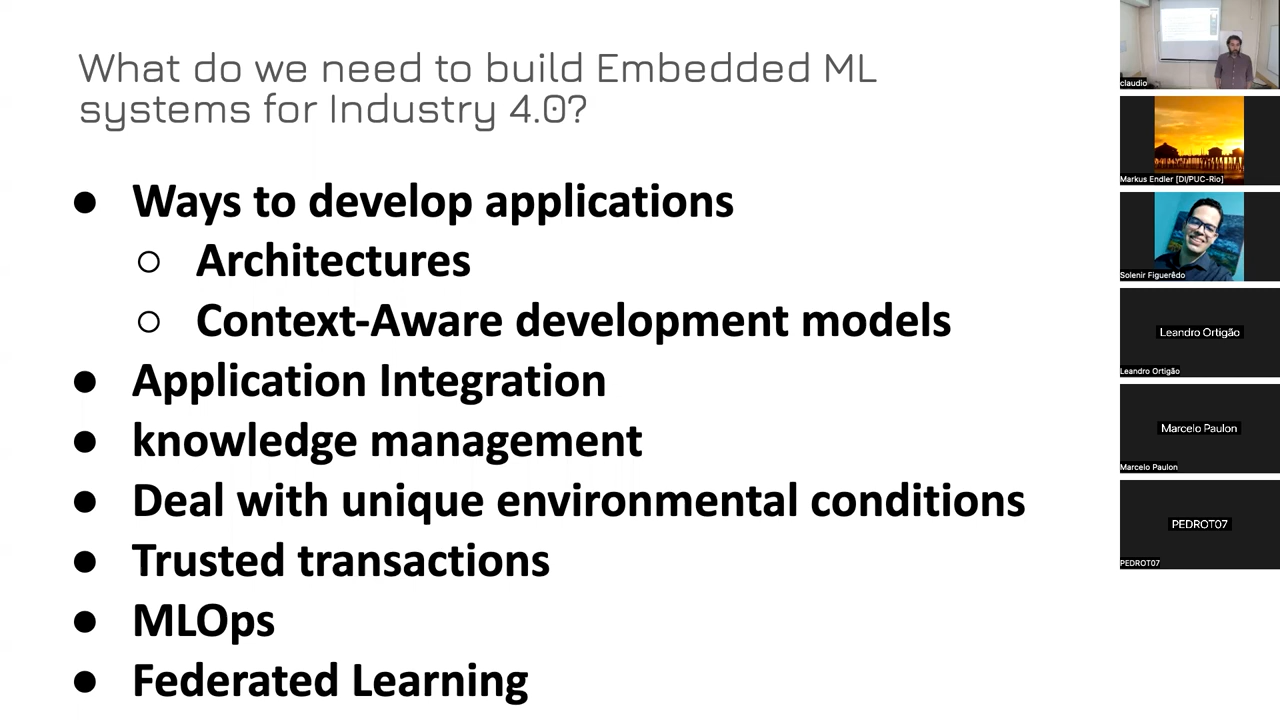 What do we need to build Embedded ML
systems for Industry 4.0?
● Ways to develop applications
○ Architectures
○ Context-Aware development models
● Application Integration
● knowledge management
● Deal with unique environmental conditions
● Trusted transactions
● MLOps
● Federated Learning
claudio
Markus Endler [DI/PUC-Rio]
Solenir Figuerêdo
Leandro Ortigão
Leandro Ortigão
Marcelo Paulon
Marcelo Paulon
PEDROT07
PEDROT07